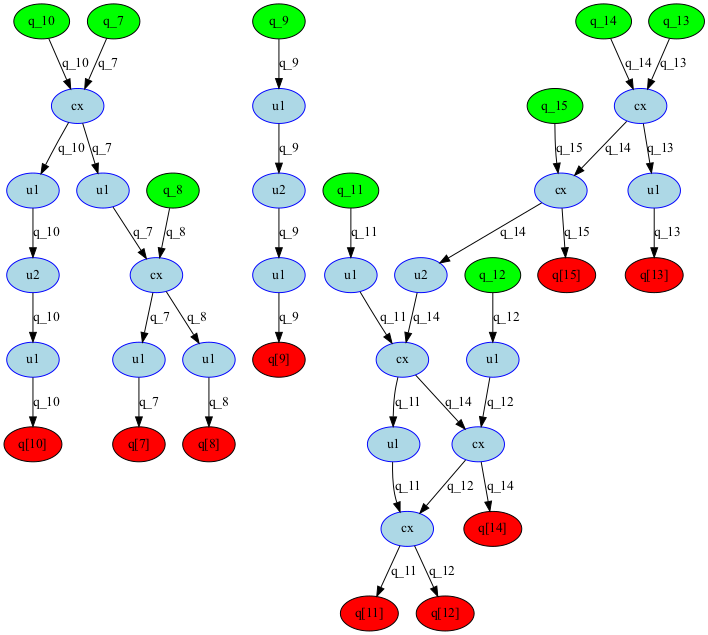 q_10 q_7 q_9 q_14 q_13
q_10 q_7 q_9 q_14 q_13
cx u1 q_15 cx
q_10 q_7 q_9 q_15 q_14 q_13
u1 u1 q_8 u2 q_11 cx u1
q_10 q_7 q_8 q_9 q_11 q_14 q_15 q_13
u2 cx u1 u1 u2 q_12 q[15] q[13]
q_10 q_7 q_8 q_9 q_11 q_14 q_12
u1 u1 u1 q[9] cx u1
q_10 q_7 q_8 q_11 q_14 q_12
q[10] q[7] q[8] u1 cx
q_11 q_12 q_14
cx q[14]
q_11 q_12
q[11] q[12]